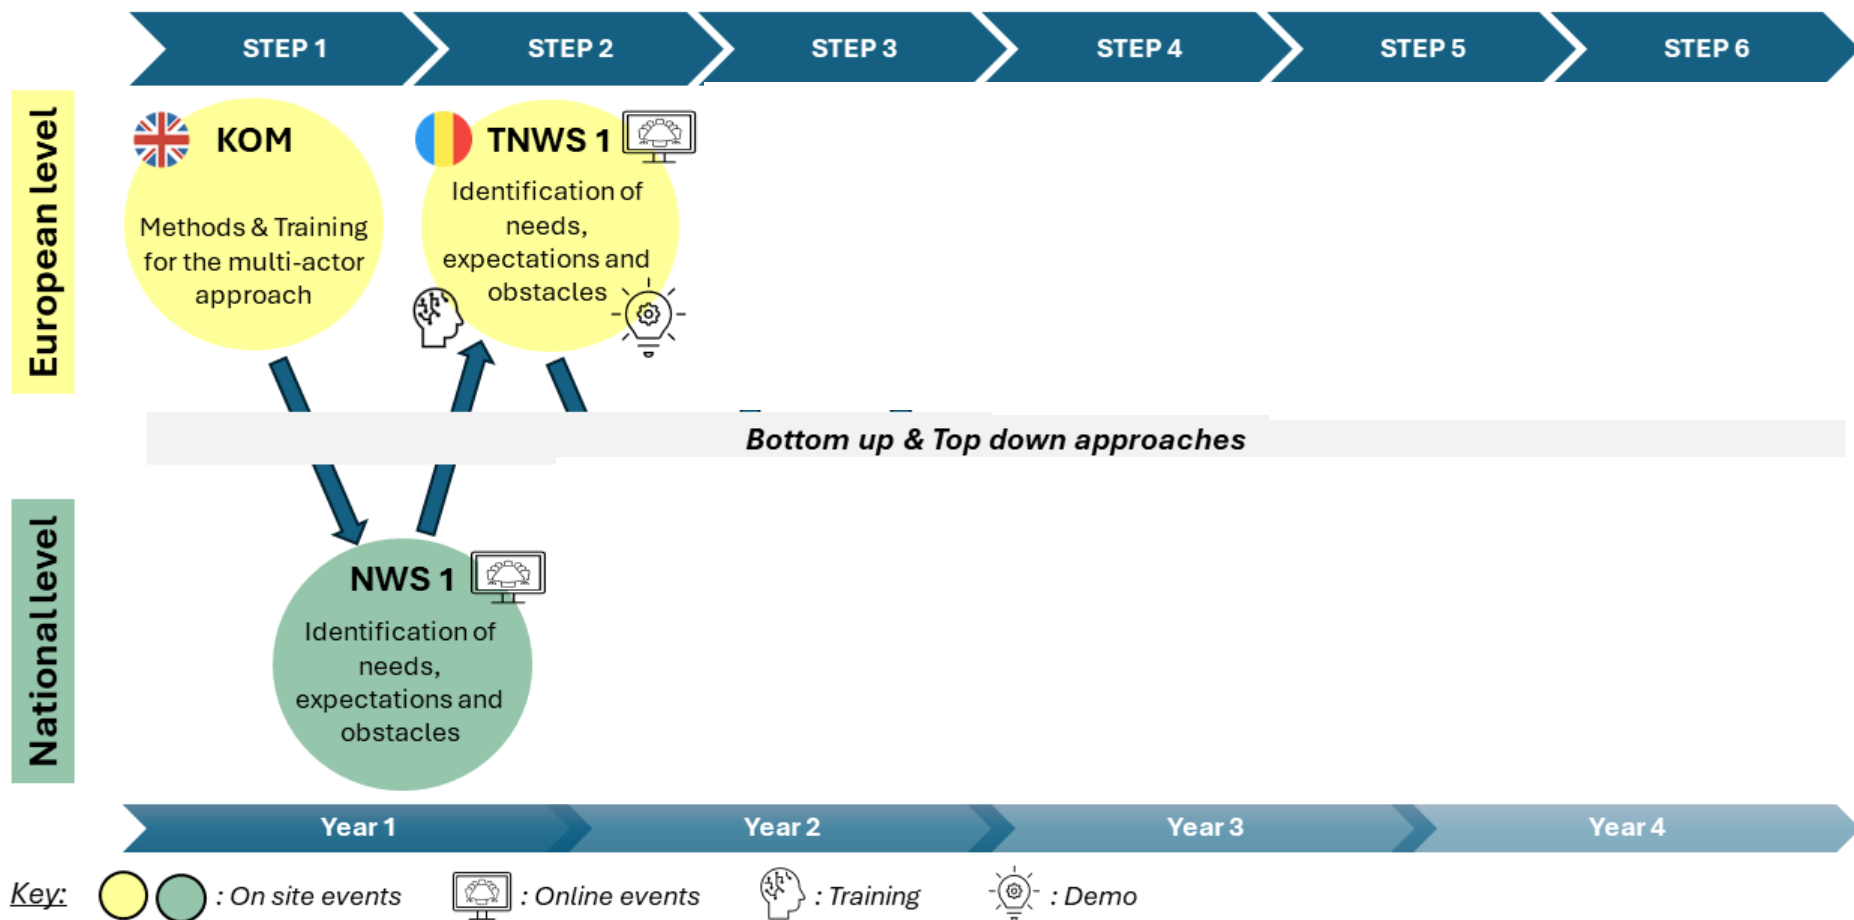 STEP 1
STEP 2
STEP 3
STEP 4
STEP 5
STEP 6
European level
KOM
Methods & Training
for the multi-actor
approach
TNWS 1
Identification of
needs,
expectations and
obstacles
Bottom up & Top down approaches
National level
NWS 1
Identification of
needs,
expectations and
obstacles
Year 1
Year 2
Year 3
Year 4
Key:
: On site events
: Online events
: Training
: Demo